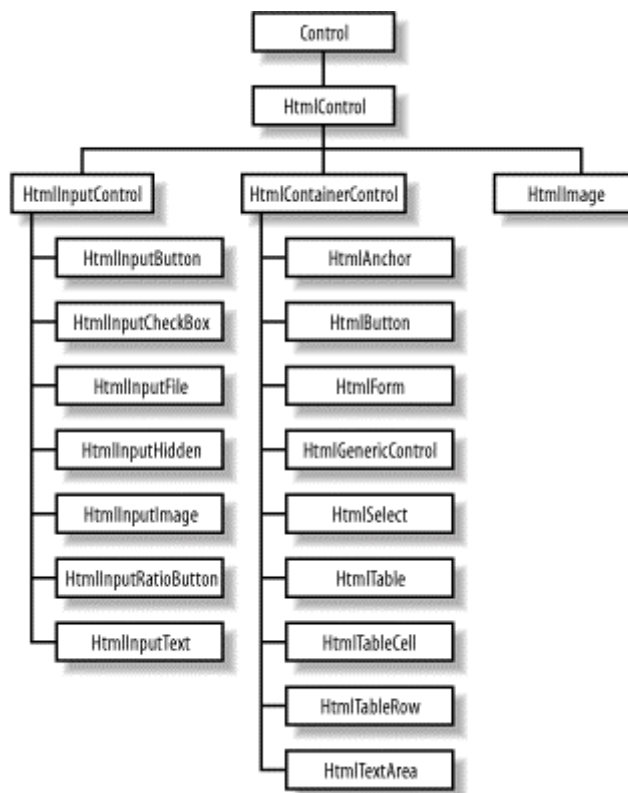 Control
HtmlControl
HtmlInputControl
HtmlContainerControl
HtmlImage
HtmlInputButton
HtmlInputCheckBox
HtmlInputFile
HtmlInputHidden
HtmlInputImage
HtmlInputRatioButton
HtmlInputText
HtmlAnchor
HtmlButton
HtmlForm
HtmlGenericControl
HtmlSelect
HtmlTable
HtmlTableCell
HtmlTableRow
HtmlTextArea